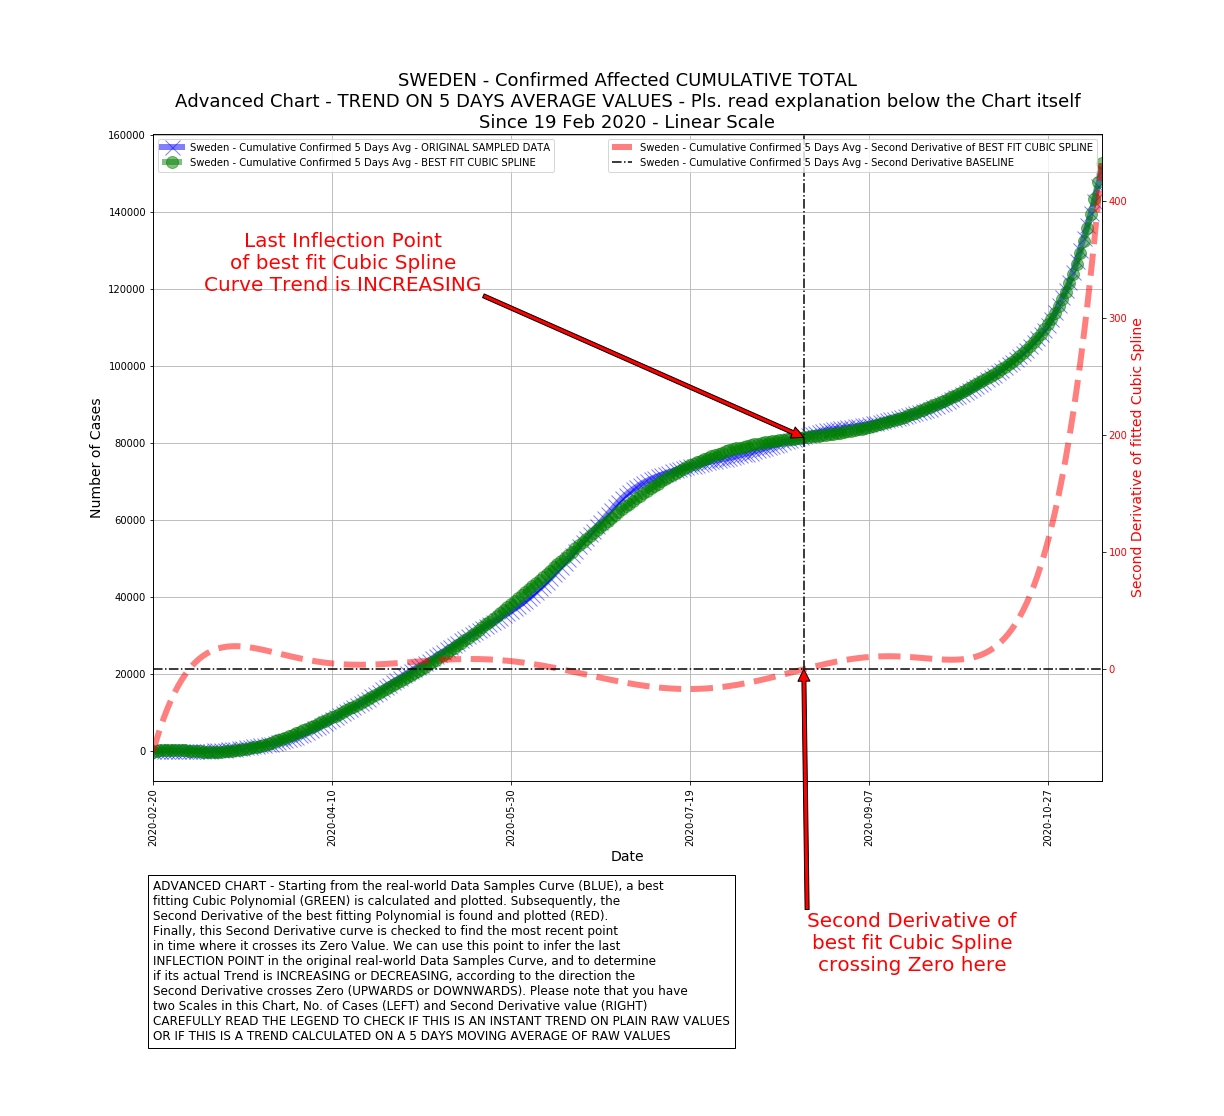 SWEDEN - Confirmed Affected CUMULATIVE TOTAL
Advanced Chart - TREND ON 5 DAYS AVERAGE VALUES - Pls. read explanation below the Chart itself
Since 19 Feb 2020 - Linear Scale
Sweden - Cumulative Confirmed 5 Days Avg - ORIGINAL SAMPLED DATA
Sweden - Cumulative Confirmed 5 Days Avg - BEST FIT CUBIC SPLINE
Sweden - Cumulative Confirmed 5 Days Avg - Second Derivative of BEST FIT CUBIC SPLINE
Sweden - Cumulative Confirmed 5 Days Avg - Second Derivative BASELINE
Last Inflection Point
of best fit Cubic Spline
Curve Trend is INCREASING
Number of Cases
160000
140000
120000
100000
80000
60000
40000
20000
0
400
300
200
100
0
Second Derivative of fitted Cubic Spline
2020-02-20
2020-04-10
2020-05-30
2020-07-19
2020-09-07
2020-10-27
Date
Second Derivative of
best fit Cubic Spline
crossing Zero here
ADVANCED CHART - Starting from the real-world Data Samples Curve (BLUE), a best
fitting Cubic Polynomial (GREEN) is calculated and plotted. Subsequently, the
Second Derivative of the best fitting Polynomial is found and plotted (RED).
Finally, this Second Derivative curve is checked to find the most recent point
in time where it crosses its Zero Value. We can use this point to infer the last
INFLECTION POINT in the original real-world Data Samples Curve, and to determine
if its actual Trend is INCREASING or DECREASING, according to the direction the
Second Derivative crosses Zero (UPWARDS or DOWNWARDS). Please note that you have
two Scales in this Chart, No. of Cases (LEFT) and Second Derivative value (RIGHT)
CAREFULLY READ THE LEGEND TO CHECK IF THIS IS AN INSTANT TREND ON PLAIN RAW VALUES
OR IF THIS IS A TREND CALCULATED ON A 5 DAYS MOVING AVERAGE OF RAW VALUES